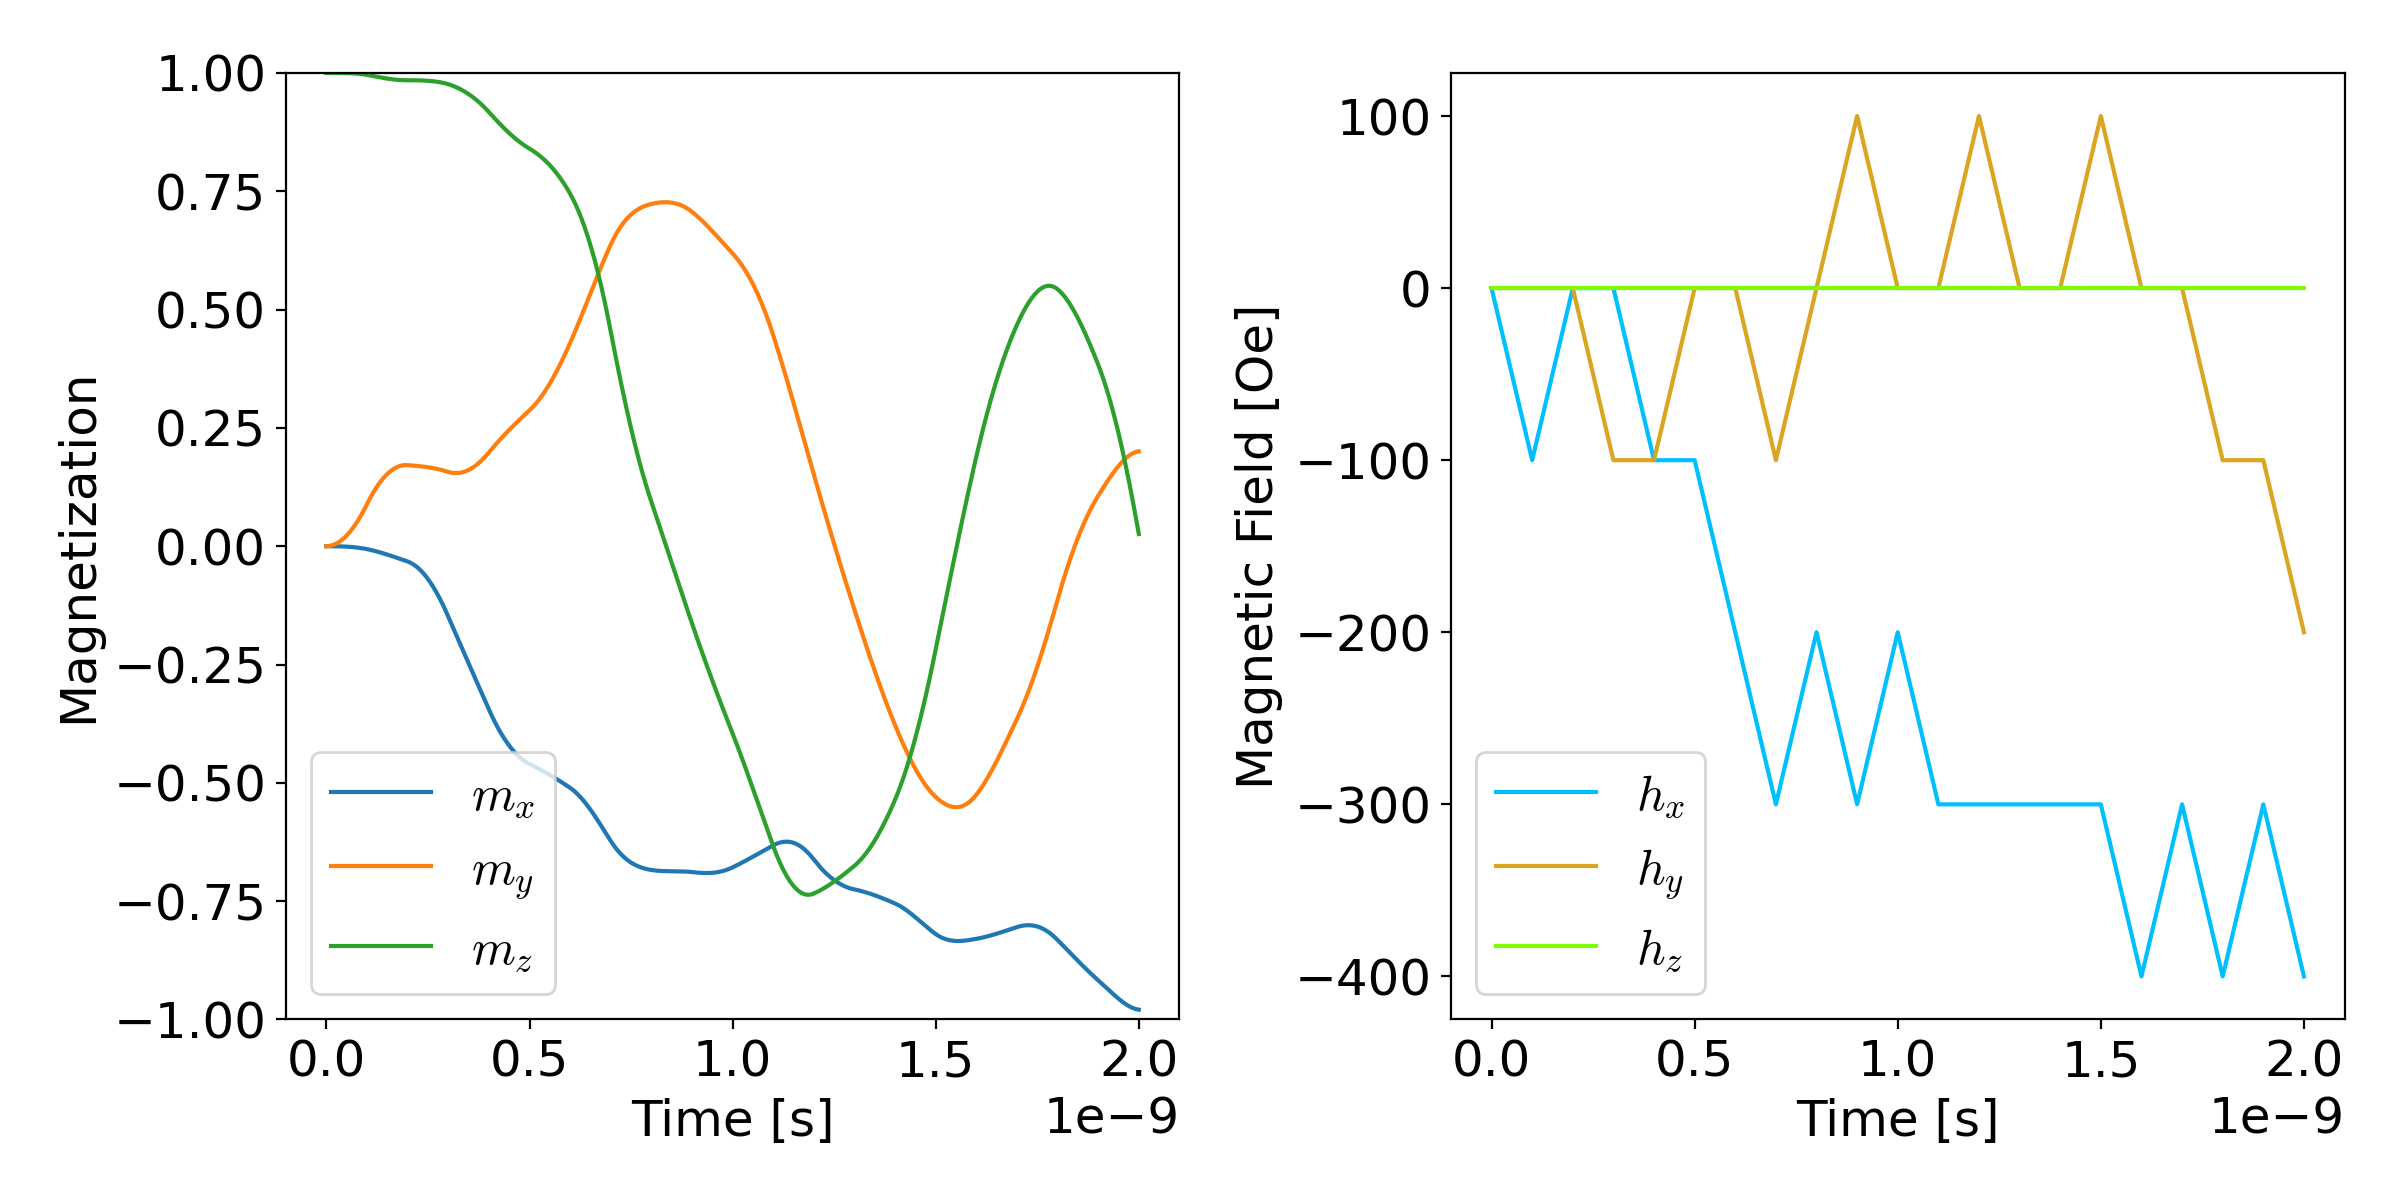 1.00
0.75
0.50
0.25
0.00
−0.25
−0.50
−0.75
−1.00
Magnetization
m_x
m_y
m_z
0.0 0.5 1.0 1.5 2.0
Time [s]
1e−9
100
0
−100
−200
−300
−400
Magnetic Field [Oe]
h_x
h_y
h_z
0.0 0.5 1.0 1.5 2.0
Time [s]
1e−9